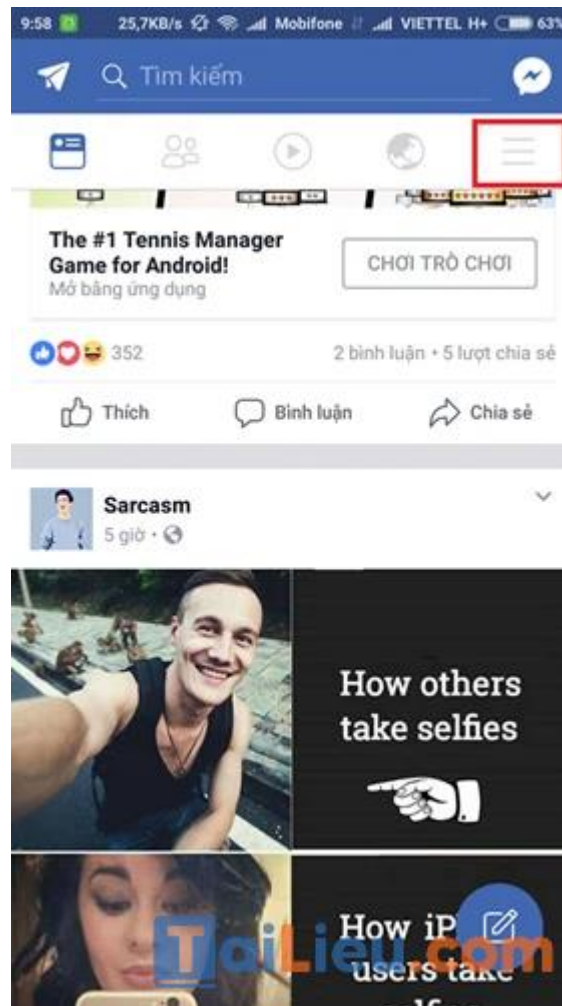 9:58 25,7KB/s Mobifone VIETTEL H+ 63%
Tìm kiếm
The #1 Tennis Manager
Game for Android!
Mở bằng ứng dụng
CHƠI TRÒ CHƠI
352 2 bình luận • 5 lượt chia sẻ
Thích Bình luận Chia sẻ
Sarcasm
5 giờ •
How others
take selfies
How iP
users take
TaiLieu.com